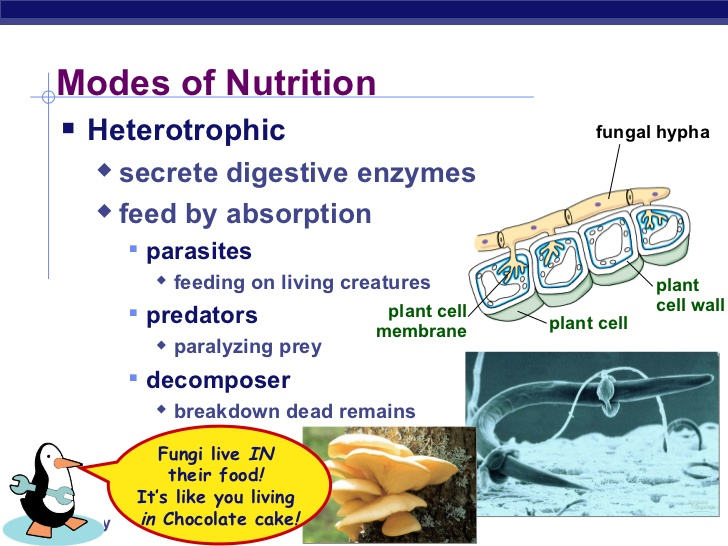 Modes of Nutrition
Heterotrophic
secrete digestive enzymes
feed by absorption
parasites
feeding on living creatures
predators
paralyzing prey
decomposer
breakdown dead remains
fungal hypha
plant
cell wall
plant cell
membrane
plant cell
Fungi live IN
their food!
It's like you living
in Chocolate cake!
y